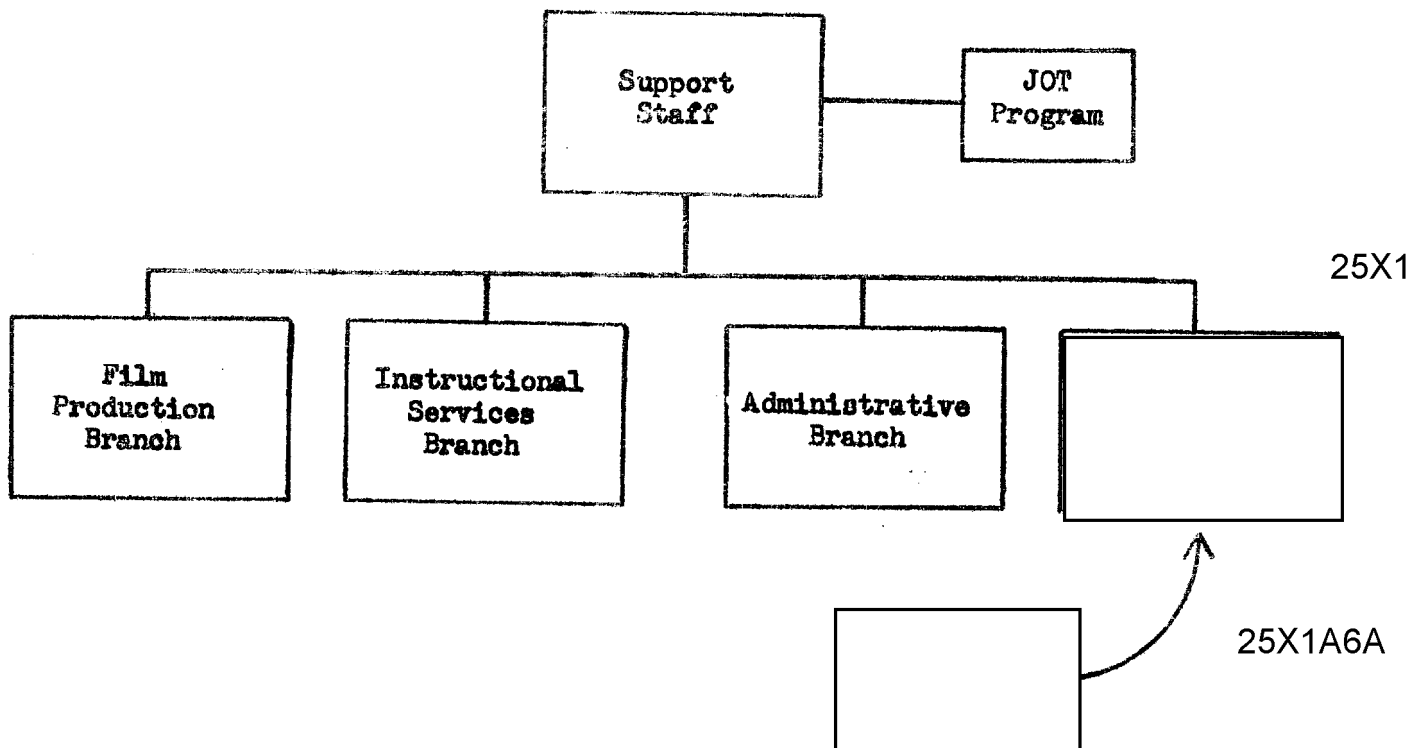 Support
Staff
JOT
Program
25X1
Film
Production
Branch
Instructional
Services
Branch
Administrative
Branch
25X1A6A